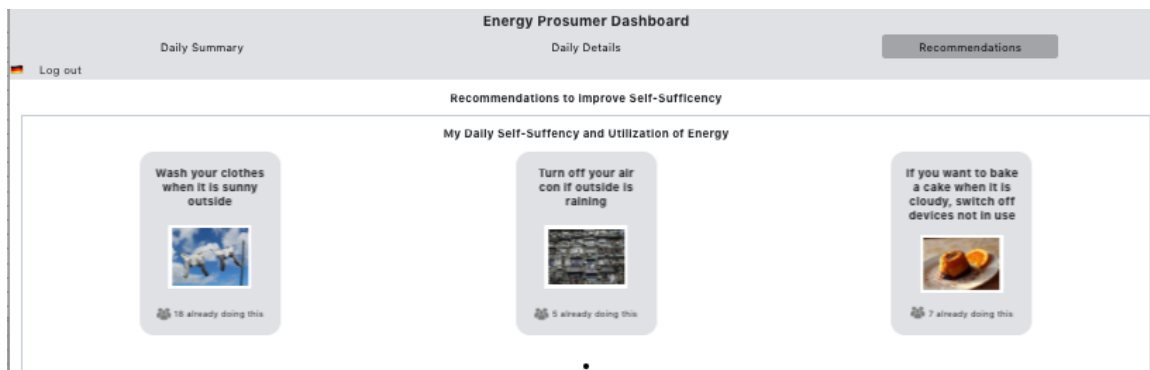 Energy Prosumer Dashboard
Daily Summary
Daily Details
Recommendations
Log out
Recommendations to Improve Self-Sufficency
My Daily Self-Suffency and Utilization of Energy
Wash your clothes
when it is sunny
outside
18 already doing this
Turn off your air
con if outside is
raining
5 already doing this
If you want to bake
a cake when it is
cloudy, switch off
devices not in use
7 already doing this